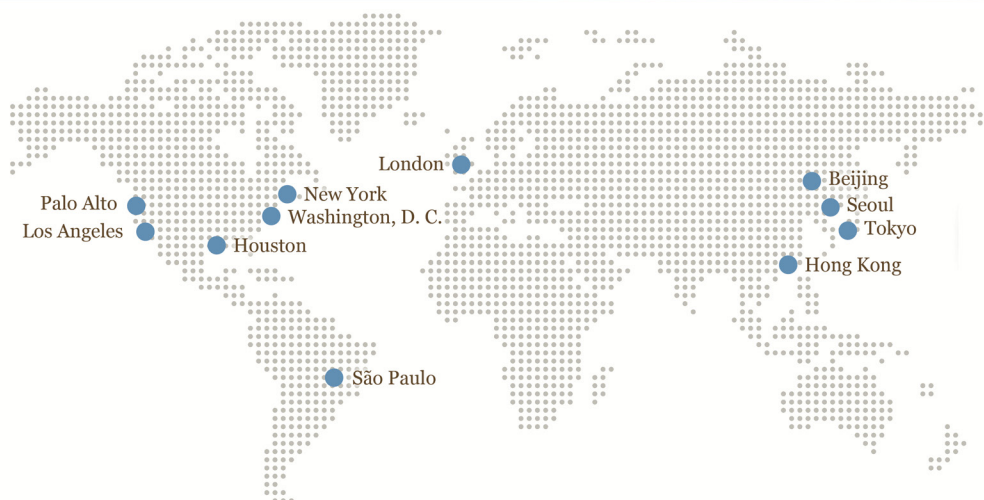 London
Beijing
New York
Palo Alto
Seoul
Washington, D. C.
Tokyo
Los Angeles
Houston
Hong Kong
São Paulo